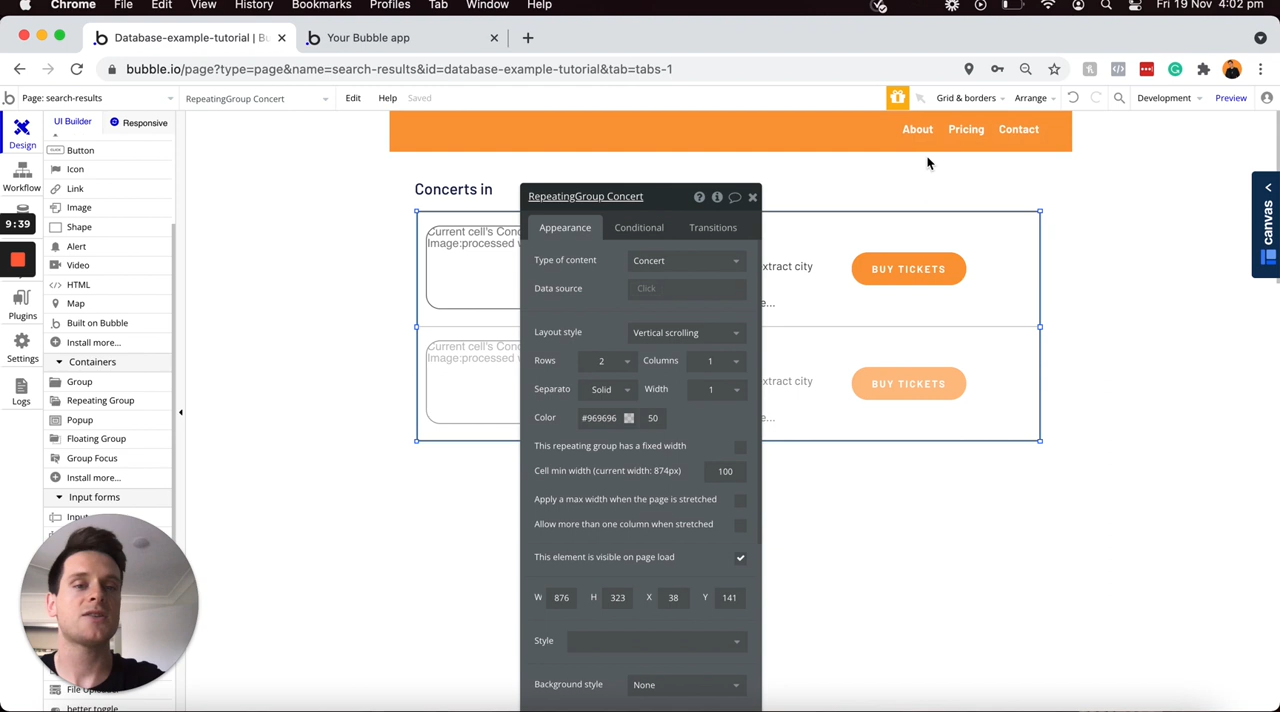 Chrome File Edit View History Bookmarks Profiles Tab Window Help Fri 19 Nov 4:02 pm
Database-example-tutorial | Bu
Your Bubble app
bubble.io/page?type=page&name=search-results&id=database-example-tutorial&tab=tabs-1
Page: search-results
RepeatingGroup Concert
Edit
Help
Saved
Grid & borders
Arrange
Development
Preview
Design
Workflow
9:39
Plugins
Settings
Logs
UI Builder
Responsive
Button
Icon
Link
Image
Shape
Alert
Video
HTML
Map
Built on Bubble
Install more...
Containers
Group
Repeating Group
Popup
Floating Group
Group Focus
Install more...
Input forms
File Uploader
better toggle
About Pricing Contact
Concerts in
Current cell's Conc
Image:processed w
xtract city
e...
BUY TICKETS
Current cell's Conc
Image:processed w
xtract city
BUY TICKETS
RepeatingGroup Concert
Appearance
Conditional
Transitions
Type of content Concert
Data source Click
Layout style Vertical scrolling
Rows 2 Columns 1
Separato Solid Width 1
Color #969696 50
This repeating group has a fixed width
Cell min width (current width: 874px) 100
Apply a max width when the page is stretched
Allow more than one column when stretched
This element is visible on page load
W 876 H 323 X 38 Y 141
Style
Background style None
canvas